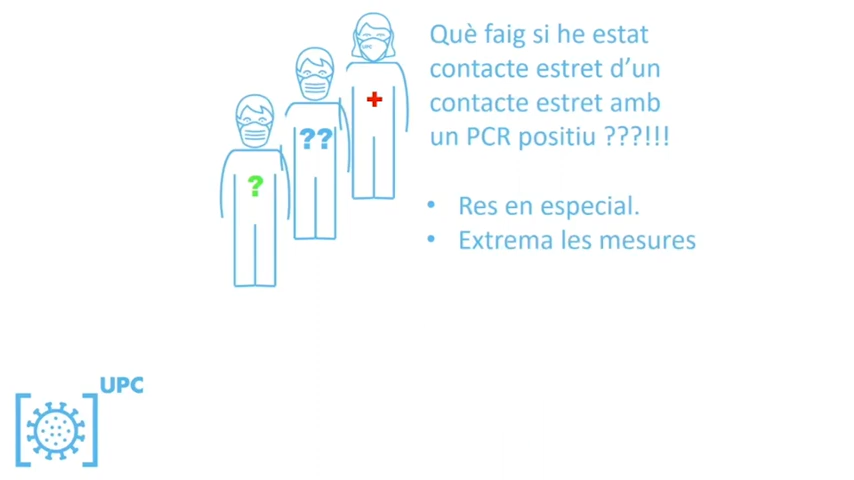 Què faig si he estat
contacte estret d’un
contacte estret amb
un PCR positiu ???!!!
• Res en especial.
• Extrema les mesures
UPC
??
?
UPC